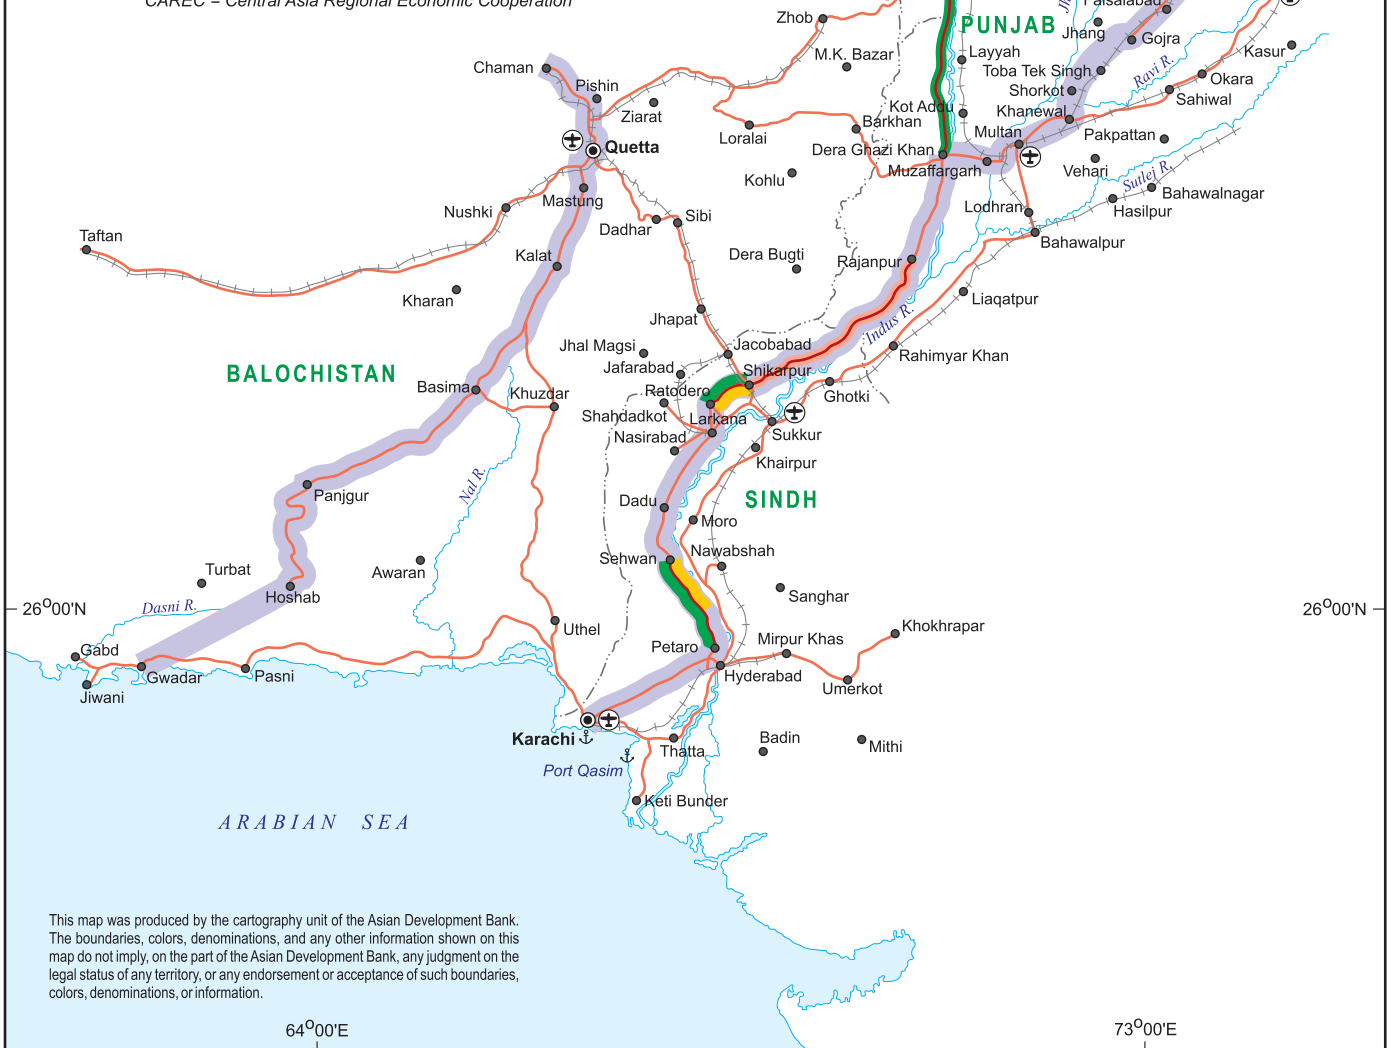 CAREC = Central Asia Regional Economic Cooperation
Zhob
PUNJAB
Faisalabad
Jhang
Gojra
Kasur
M.K. Bazar
Layyah
Chaman
Toba Tek Singh
Ravi R.
Okara
Pishin
Shorkot
Sahiwal
Ziarat
Kot Addu
Khanewal
Barkhan
Multan
Pakpattan
Loralai
Quetta
Dera Ghazi Khan
Muzaffargarh
Vehari
Sutlej R.
Kohlu
Bahawalnagar
Mastung
Nushki
Lodhran
Hasilpur
Sibi
Dadhar
Taftan
Bahawalpur
Kalat
Dera Bugti
Rajanpur
Kharan
Liaqatpur
Jhapat
Indus R.
Jhal Magsi
Jacobabad
Rahimyar Khan
Jafarabad
Shikarpur
BALOCHISTAN
Basima
Khuzdar
Ratodero
Ghotki
Shahdadkot
Larkana
Nasirabad
Sukkur
Khairpur
Nal R.
Panjgur
Dadu
SINDH
Moro
Sehwan
Nawabshah
Turbat
Awaran
Hoshab
Sanghar
Dasni R.
26°00'N
26°00'N
Uthel
Khokhrapar
Gabd
Petaro
Mirpur Khas
Gwadar
Pasni
Hyderabad
Umerkot
Jiwani
Karachi
Badin
Mithi
Thatta
Port Qasim
Keti Bunder
ARABIAN SEA
This map was produced by the cartography unit of the Asian Development Bank.
The boundaries, colors, denominations, and any other information shown on this
map do not imply, on the part of the Asian Development Bank, any judgment on the
legal status of any territory, or any endorsement or acceptance of such boundaries,
colors, denominations, or information.
64°00'E
73°00'E